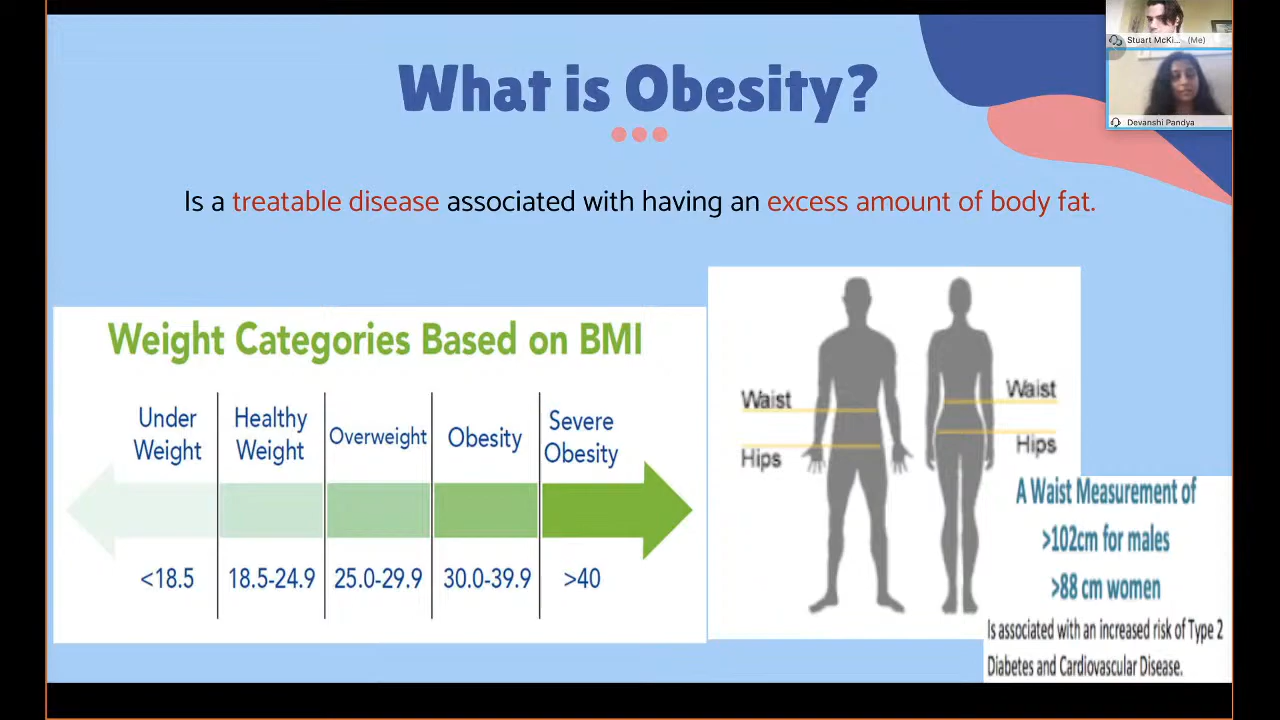 What is Obesity?
Stuart McKi... (Me)
Devanshi Pandya
Is a treatable disease associated with having an excess amount of body fat.
Weight Categories Based on BMI
Under
Weight
Healthy
Weight
Overweight
Obesity
Severe
Obesity
<18.5
18.5-24.9
25.0-29.9
30.0-39.9
>40
Waist
Hips
Waist
Hips
A Waist Measurement of
>102cm for males
>88 cm women
Is associated with an increased risk of Type 2
Diabetes and Cardiovascular Disease.